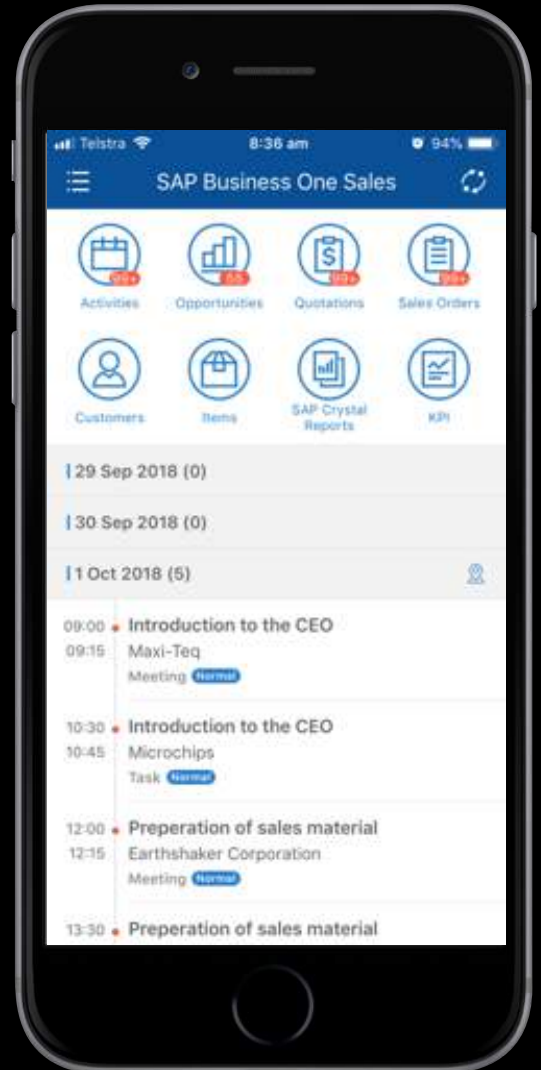 Telstra 8:36 am 94%
SAP Business One Sales
99+ 55 99+ 99+
Activities Opportunities Quotations Sales Orders
Customers Items SAP Crystal Reports KPI
29 Sep 2018 (0)
30 Sep 2018 (0)
1 Oct 2018 (5)
09:00 Introduction to the CEO
09:15 Maxi-Teq
Meeting Normal
10:30 Introduction to the CEO
10:45 Microchips
Task Normal
12:00 Preperation of sales material
12:15 Earthshaker Corporation
Meeting Normal
13:30 Preperation of sales material